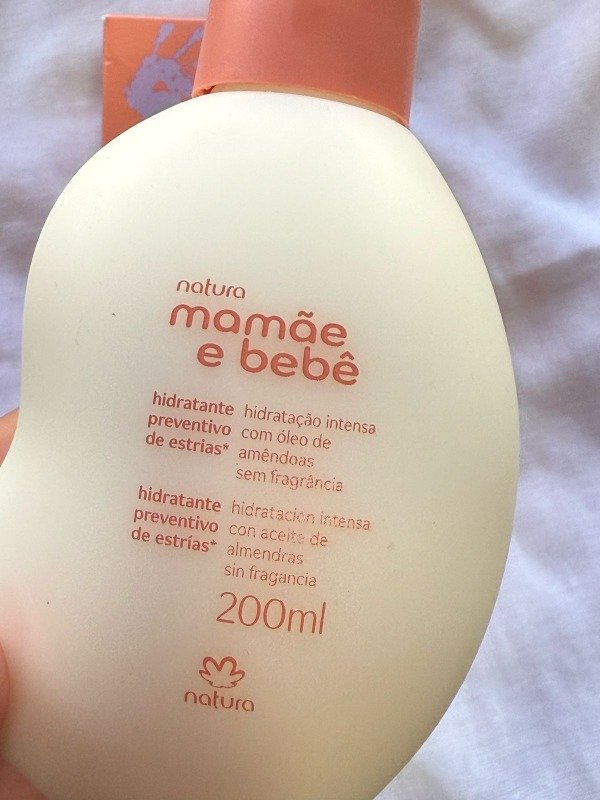 natura
mamãe
e bebê
hidratante
preventivo
de estrias*
hidratação intensa
com óleo de
amêndoas
sem fragrância
hidratante
preventivo
de estrías*
hidratacion intensa
con aceite de
almendras
sin fragancia
200ml
natura